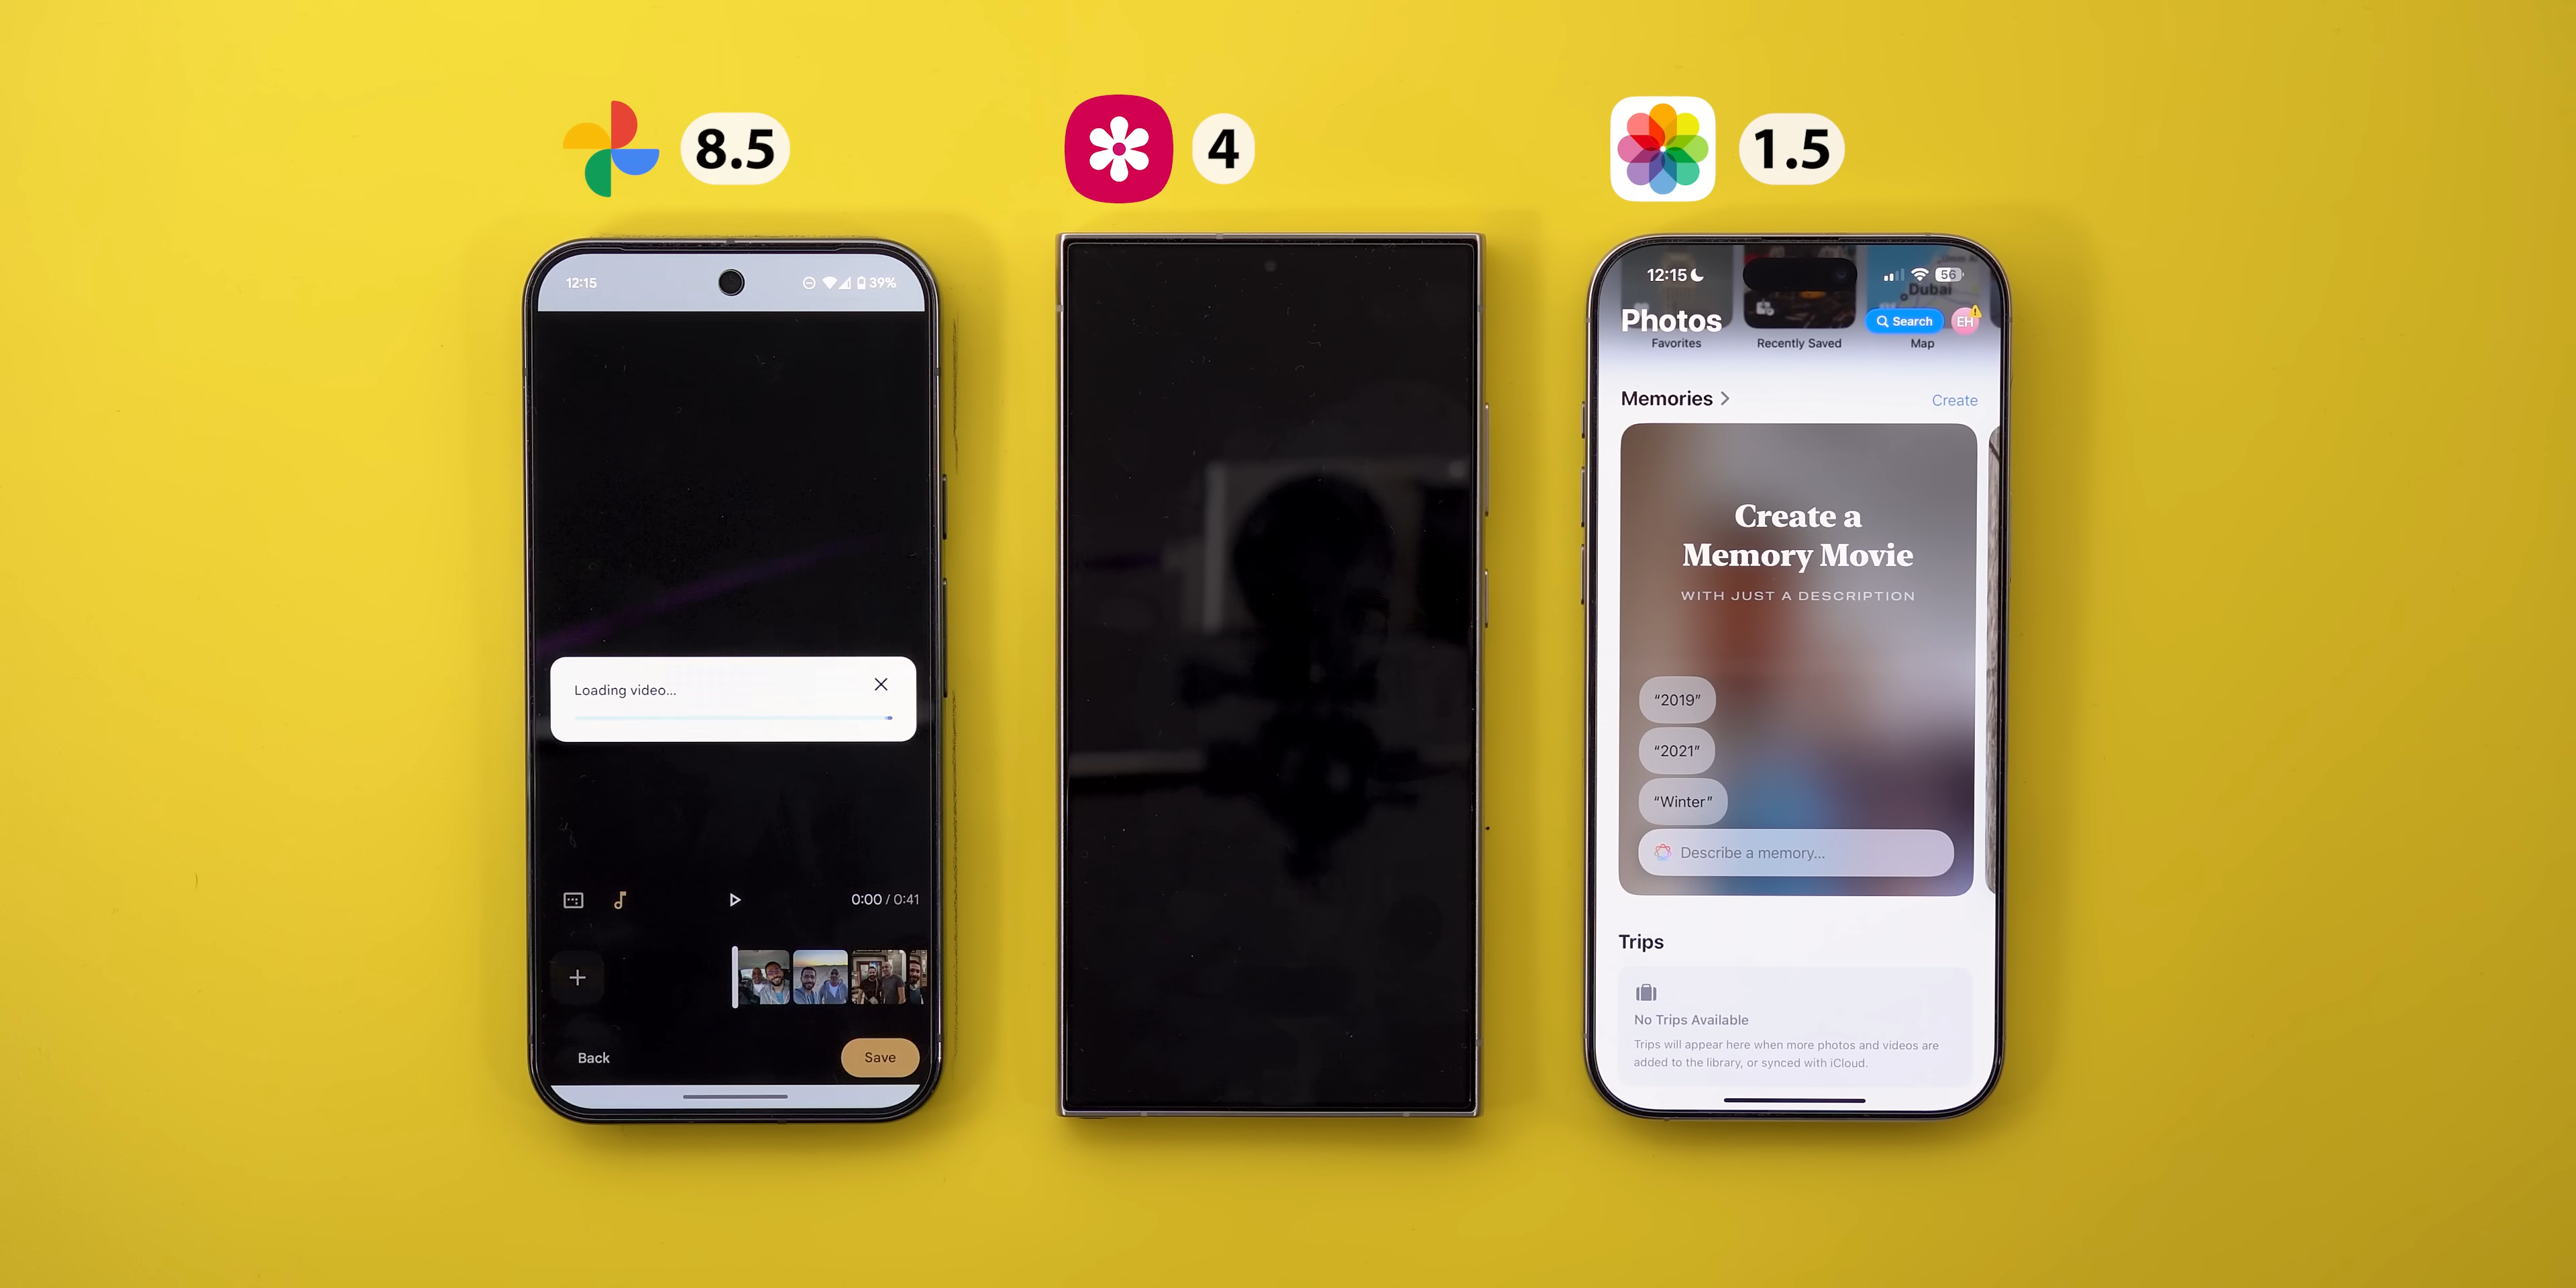 8.5
4
1.5
12:15
39%
Loading video...
0:00 / 0:41
Back
Save
12:15
56
Dubai
Photos
Search
EH
Favorites
Recently Saved
Map
Memories
Create
Create a
Memory Movie
WITH JUST A DESCRIPTION
“2019”
“2021”
“Winter”
Describe a memory...
Trips
No Trips Available
Trips will appear here when more photos and videos are
added to the library, or synced with iCloud.